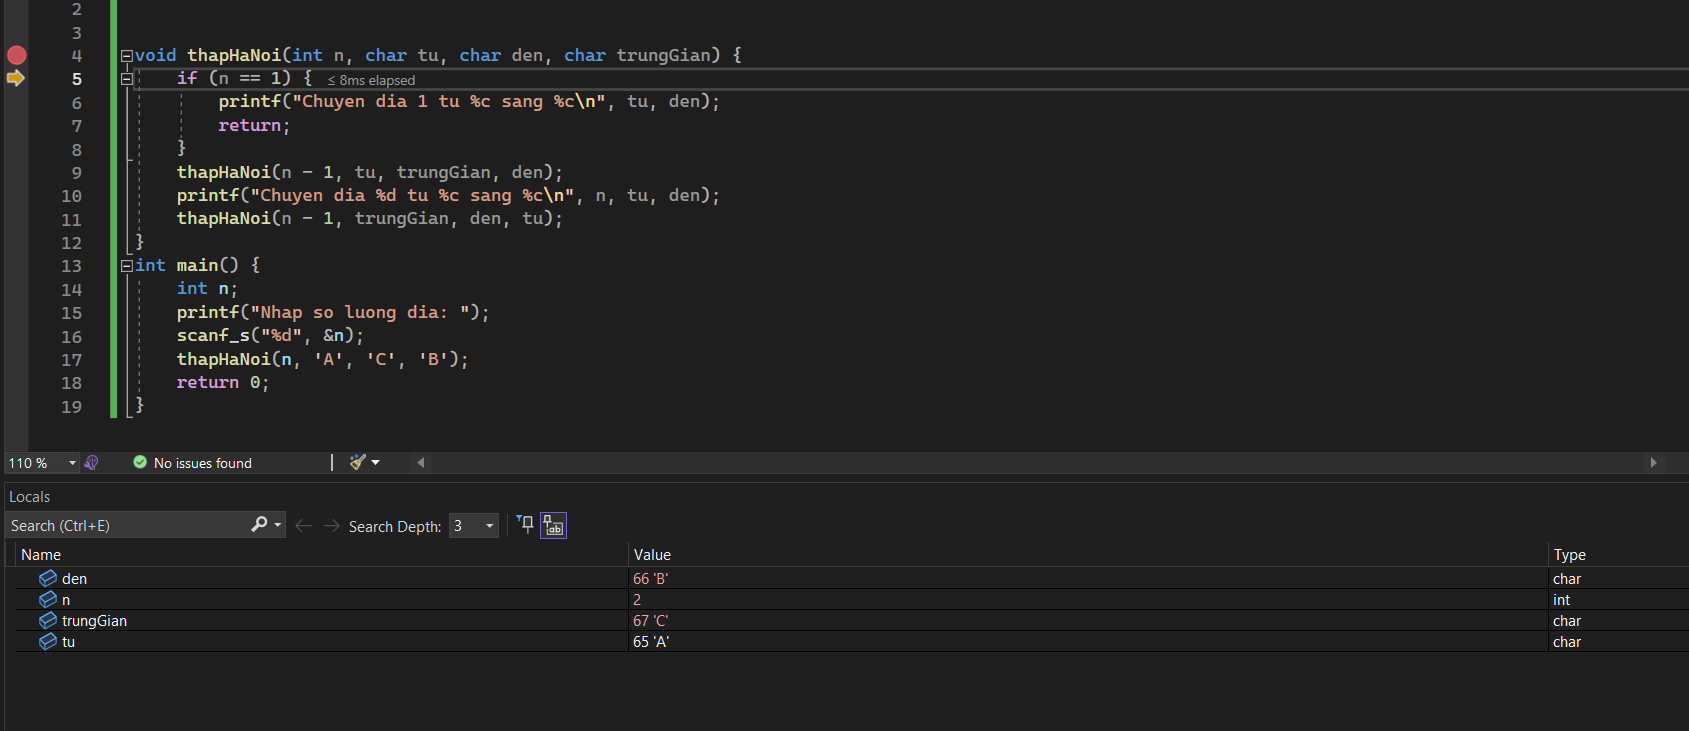 2
3
4 void thapHaNoi(int n, char tu, char den, char trungGian) {
5 if (n == 1) { ≤ 8ms elapsed
6 printf("Chuyen dia 1 tu %c sang %c\n", tu, den);
7 return;
8 }
9 thapHaNoi(n - 1, tu, trungGian, den);
10 printf("Chuyen dia %d tu %c sang %c\n", n, tu, den);
11 thapHaNoi(n - 1, trungGian, den, tu);
12 }
13 int main() {
14 int n;
15 printf("Nhap so luong dia: ");
16 scanf_s("%d", &n);
17 thapHaNoi(n, 'A', 'C', 'B');
18 return 0;
19 }
110 % No issues found
Locals
Search (Ctrl+E) Search Depth: 3
Name Value Type
den 66 'B' char
n 2 int
trungGian 67 'C' char
tu 65 'A' char